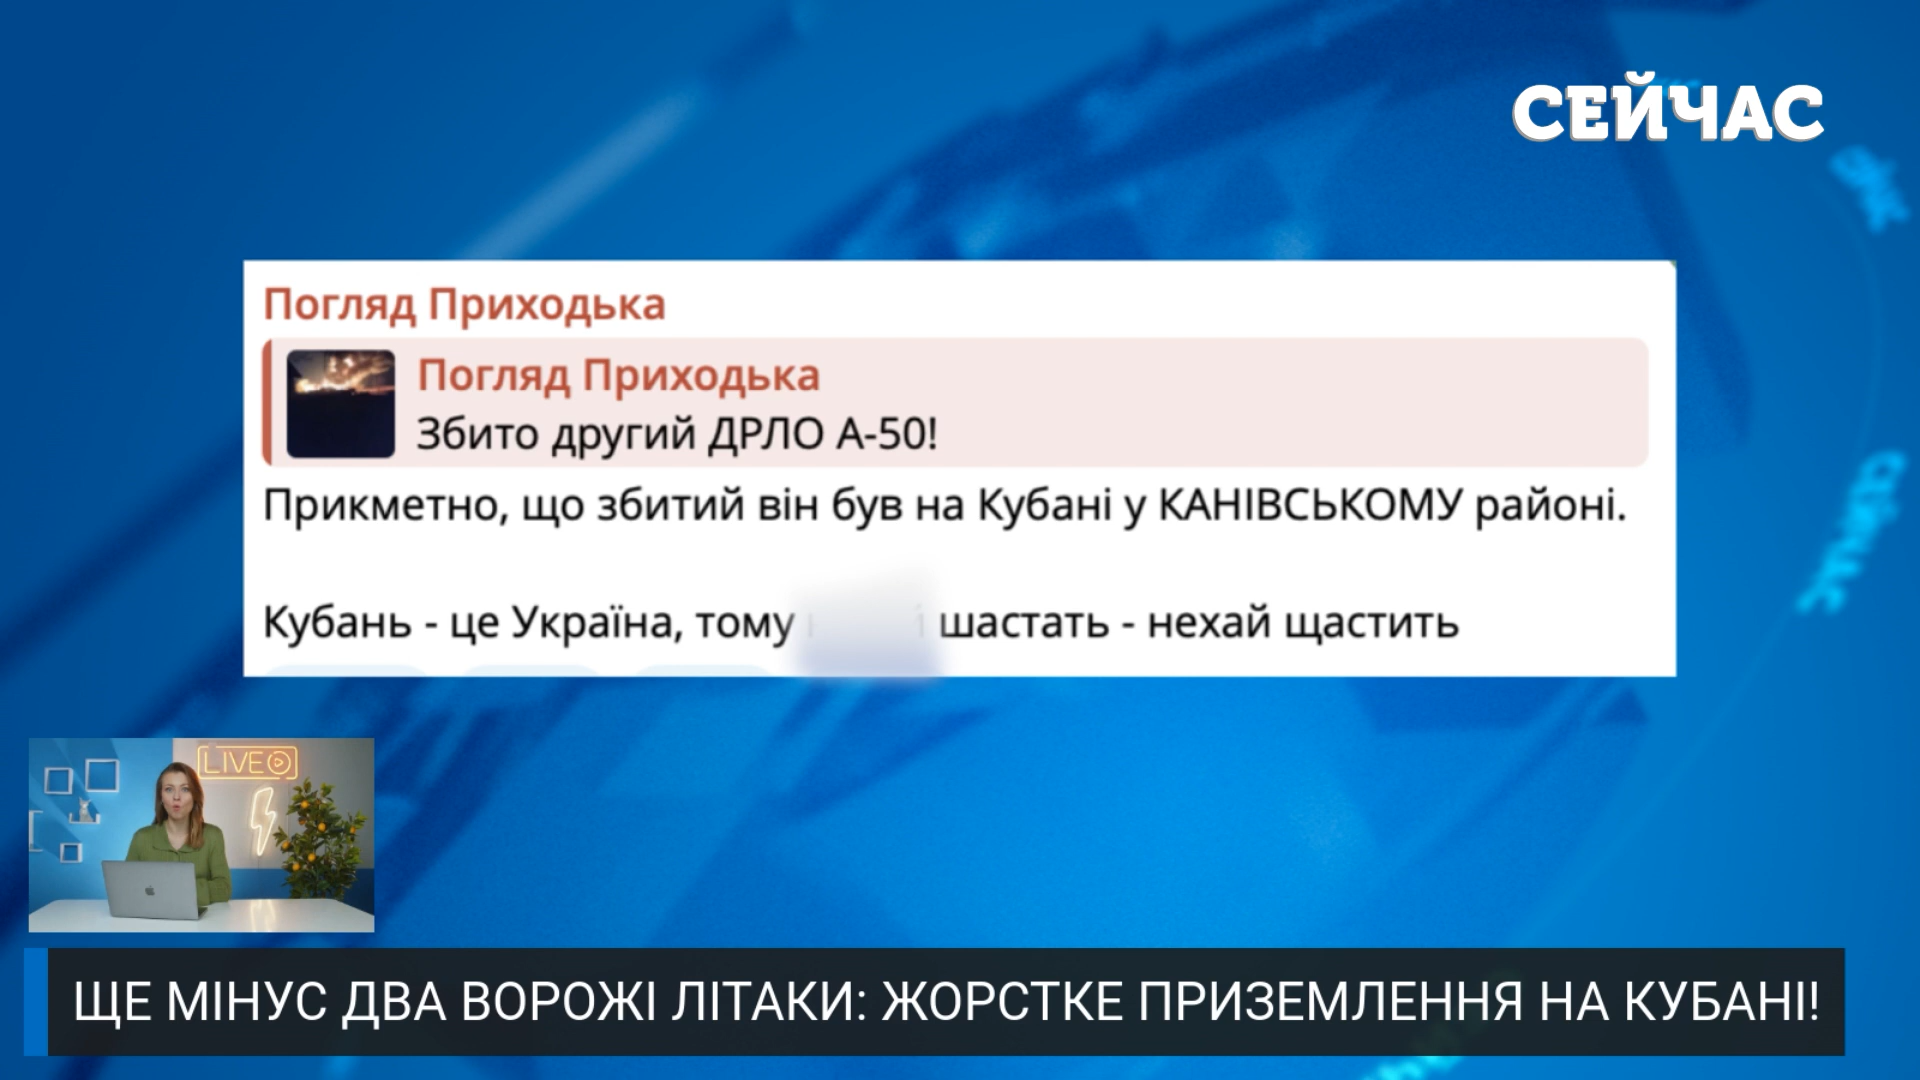 СЕЙЧАС
Погляд Приходька
Погляд Приходька
Збито другий ДРЛО А-50!
Прикметно, що збитий він був на Кубані у КАНІВСЬКОМУ районі.
Кубань - це Україна, тому шастать - нехай щастить
LIVE
ЩЕ МІНУС ДВА ВОРОЖІ ЛІТАКИ: ЖОРСТКЕ ПРИЗЕМЛЕННЯ НА КУБАНІ!